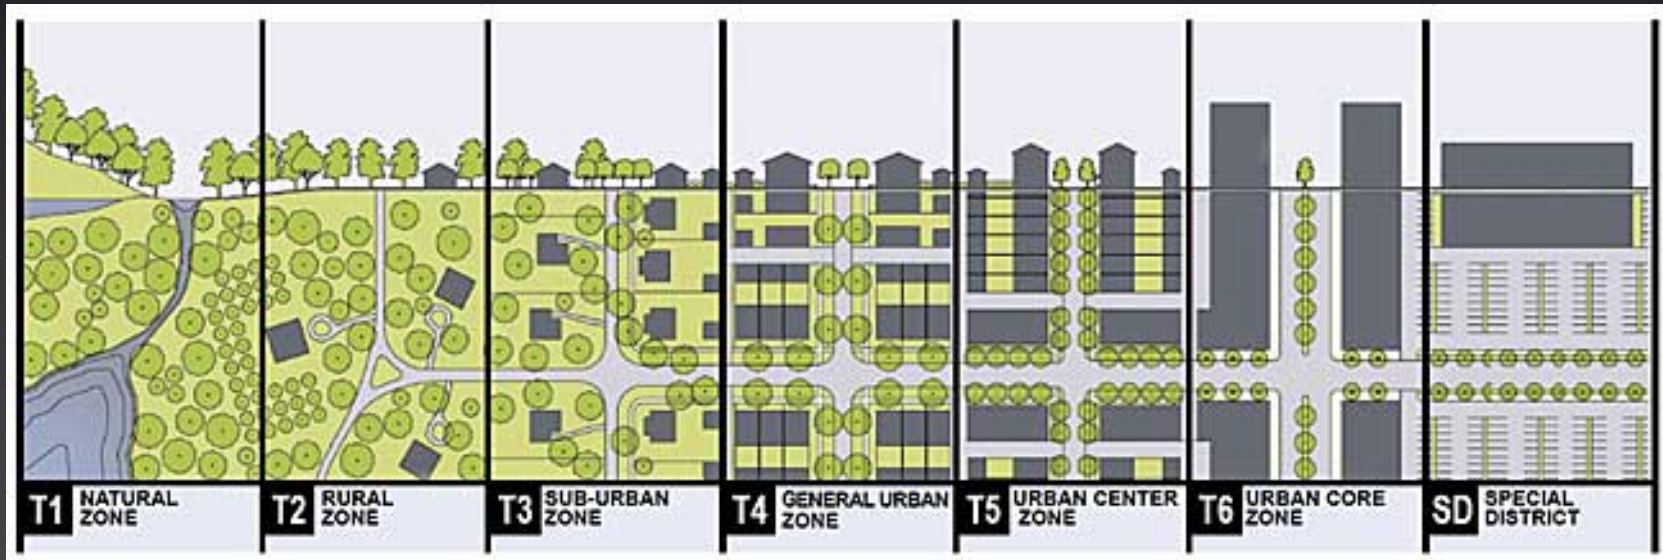 T1 NATURAL
ZONE
T2 RURAL
ZONE
T3 SUB-URBAN
ZONE
T4 GENERAL URBAN
ZONE
T5 URBAN CENTER
ZONE
T6 URBAN CORE
ZONE
SD SPECIAL
DISTRICT